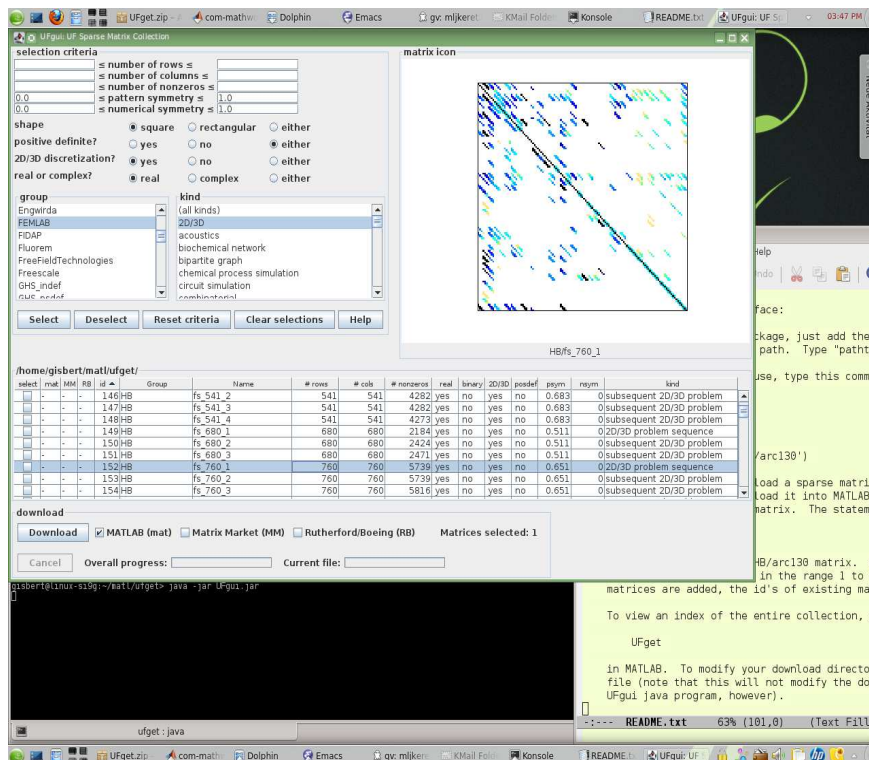 UFget.zip - com-mathw Dolphin Emacs gv: mljkeret KMail Folde Konsole README.txt UFgui: UF Sp 03:47 PM
UFgui: UF Sparse Matrix Collection
selection criteria
≤ number of rows ≤
≤ number of columns ≤
≤ number of nonzeros ≤
0.0 ≤ pattern symmetry ≤ 1.0
0.0 ≤ numerical symmetry ≤ 1.0
shape square rectangular either
positive definite? yes no either
2D/3D discretization? yes no either
real or complex? real complex either
group kind
Engwirda (all kinds)
FEMLAB 2D/3D
FIDAP acoustics
Fluorem biochemical network
FreeFieldTechnologies bipartite graph
Freescale chemical process simulation
GHS_indef circuit simulation
GHS_psdef combinatorial
Select Deselect Reset criteria Clear selections Help
matrix icon
HB/fs_760_1
/home/gisbert/matl/ufget/
select mat MM RB id Group Name # rows # cols # nonzeros real binary 2D/3D posdef psym nsym kind
- - - 146 HB fs_541_2 541 541 4282 yes no yes no 0.683 0 subsequent 2D/3D problem
- - - 147 HB fs_541_3 541 541 4282 yes no yes no 0.683 0 subsequent 2D/3D problem
- - - 148 HB fs_541_4 541 541 4273 yes no yes no 0.683 0 subsequent 2D/3D problem
- - - 149 HB fs_680_1 680 680 2184 yes no yes no 0.511 0 2D/3D problem sequence
- - - 150 HB fs_680_2 680 680 2424 yes no yes no 0.511 0 subsequent 2D/3D problem
- - - 151 HB fs_680_3 680 680 2471 yes no yes no 0.511 0 subsequent 2D/3D problem
- - - 152 HB fs_760_1 760 760 5739 yes no yes no 0.651 0 2D/3D problem sequence
- - - 153 HB fs_760_2 760 760 5739 yes no yes no 0.651 0 subsequent 2D/3D problem
- - - 154 HB fs_760_3 760 760 5816 yes no yes no 0.651 0 subsequent 2D/3D problem
download
Download MATLAB (mat) Matrix Market (MM) Rutherford/Boeing (RB) Matrices selected: 1
Cancel Overall progress: Current file:
gisbert@linux-si9g:~/matl/ufget> java -jar UFgui.jar
ufget : java
Help
ndo
face:
ckage, just add the
path. Type "patht
use, type this comm
/arc130')
load a sparse matri
load it into MATLAB
matrix. The statem
HB/arc130 matrix.
in the range 1 to
matrices are added, the id's of existing ma
To view an index of the entire collection,
UFget
in MATLAB. To modify your download directo
file (note that this will not modify the do
UFgui java program, however).
-:--- README.txt 63% (101,0) (Text Fill
UFget.zip com-math Dolphin Emacs gv: mljker KMail Fold Konsole README.t UFgui: UF 03:47 PM